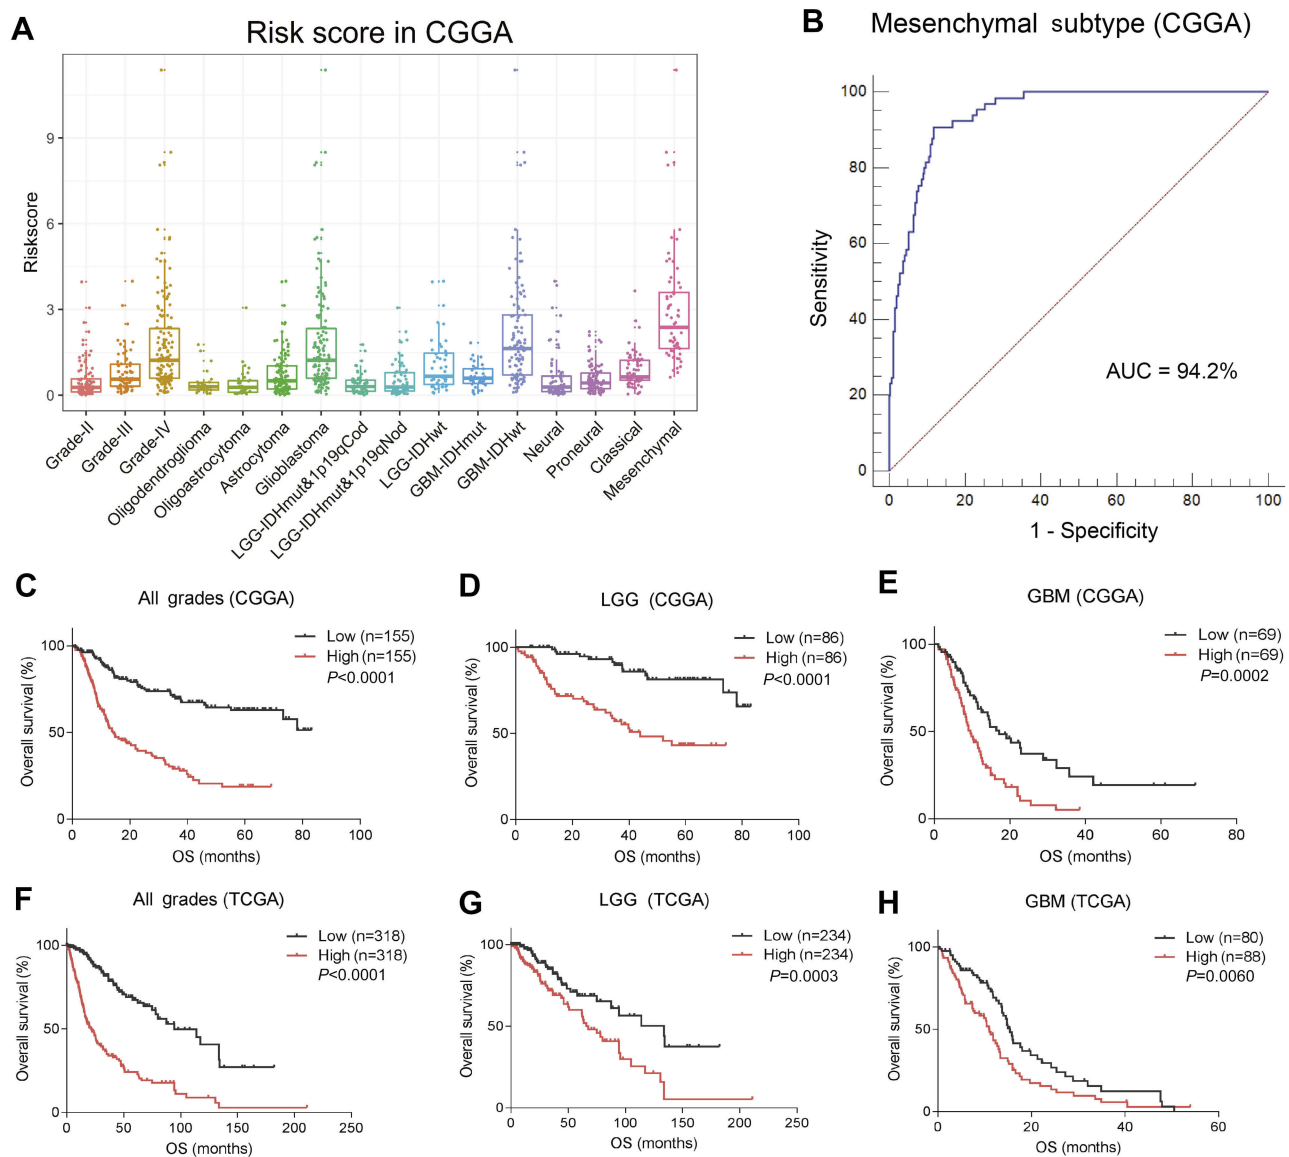 A
Risk score in CGGA
Riskscore
9
6
3
0
Grade-II
Grade-III
Grade-IV
Oligodendroglioma
Oligoastrocytoma
Astrocytoma
Glioblastoma
LGG-IDHmut&1p19qCod
LGG-IDHmut&1p19qNod
LGG-IDHwt
GBM-IDHmut
GBM-IDHwt
Neural
Proneural
Classical
Mesenchymal
B
Mesenchymal subtype (CGGA)
Sensitivity
100
80
60
40
20
0
AUC = 94.2%
0 20 40 60 80 100
1 - Specificity
C
All grades (CGGA)
Low (n=155)
High (n=155)
P<0.0001
Overall survival (%)
100
50
0
0 20 40 60 80 100
OS (months)
D
LGG (CGGA)
Low (n=86)
High (n=86)
P<0.0001
Overall survival (%)
100
50
0
0 20 40 60 80 100
OS (months)
E
GBM (CGGA)
Low (n=69)
High (n=69)
P=0.0002
Overall survival (%)
100
50
0
0 20 40 60 80
OS (months)
F
All grades (TCGA)
Low (n=318)
High (n=318)
P<0.0001
Overall survival (%)
100
50
0
0 50 100 150 200 250
OS (months)
G
LGG (TCGA)
Low (n=234)
High (n=234)
P=0.0003
Overall survival (%)
100
50
0
0 50 100 150 200 250
OS (months)
H
GBM (TCGA)
Low (n=80)
High (n=88)
P=0.0060
Overall survival (%)
100
50
0
0 20 40 60
OS (months)